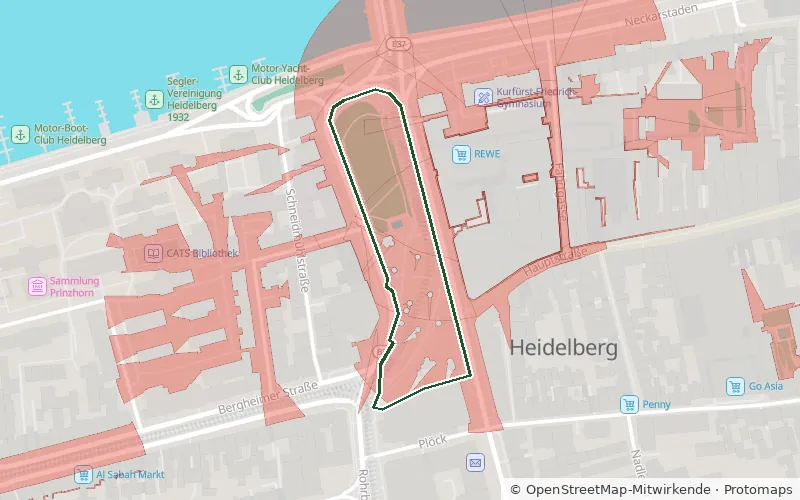 Neckarstaden
B37
Motor-Yacht-
Club Heidelberg
Segler-
Vereinigung
Heidelberg
1932
Motor-Boot-
Club Heidelberg
Kurfürst-Friedrich-
Gymnasium
REWE
Schneidmühlstraße
CATS Bibliothek
Sammlung
Prinzhorn
Hauptstraße
Heidelberg
Bergheimer Straße
Go Asia
Penny
Plöck
Al Sabah Markt
© OpenStreetMap-Mitwirkende · Protomaps